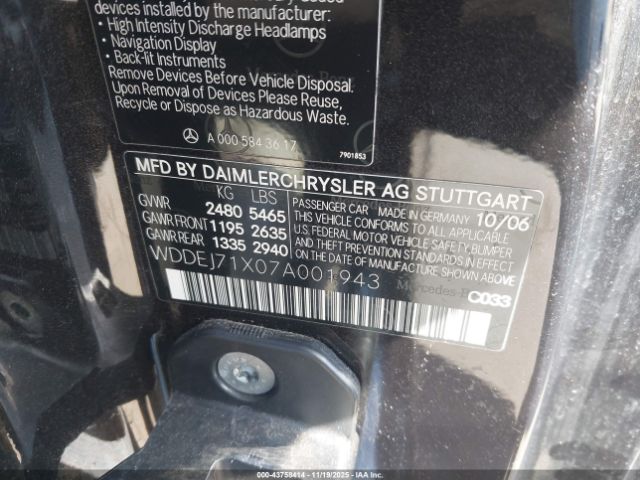 devices installed by the manufacturer:
• High Intensity Discharge Headlamps
• Navigation Display
• Back-lit Instruments
Remove Devices Before Vehicle Disposal.
Upon Removal of Devices Please Reuse,
Recycle or Dispose as Hazardous Waste.
A 000 584 36 17
7901853
MFD BY DAIMLERCHRYSLER AG STUTTGART
KG LBS
GVWR 2480 5465
GAWR FRONT 1195 2635
GAWR REAR 1335 2940
PASSENGER CAR MADE IN GERMANY 10/06
THIS VEHICLE CONFORMS TO ALL APPLICABLE
U.S. FEDERAL MOTOR VEHICLE SAFETY, BUMPER
AND THEFT PREVENTION STANDARDS IN EFFECT
ON THE DATE OF MANUFACTURE SHOWN ABOVE.
WDDEJ71X07A001943
C033
000-43758414 - 11/19/2025 - IAAI.COM